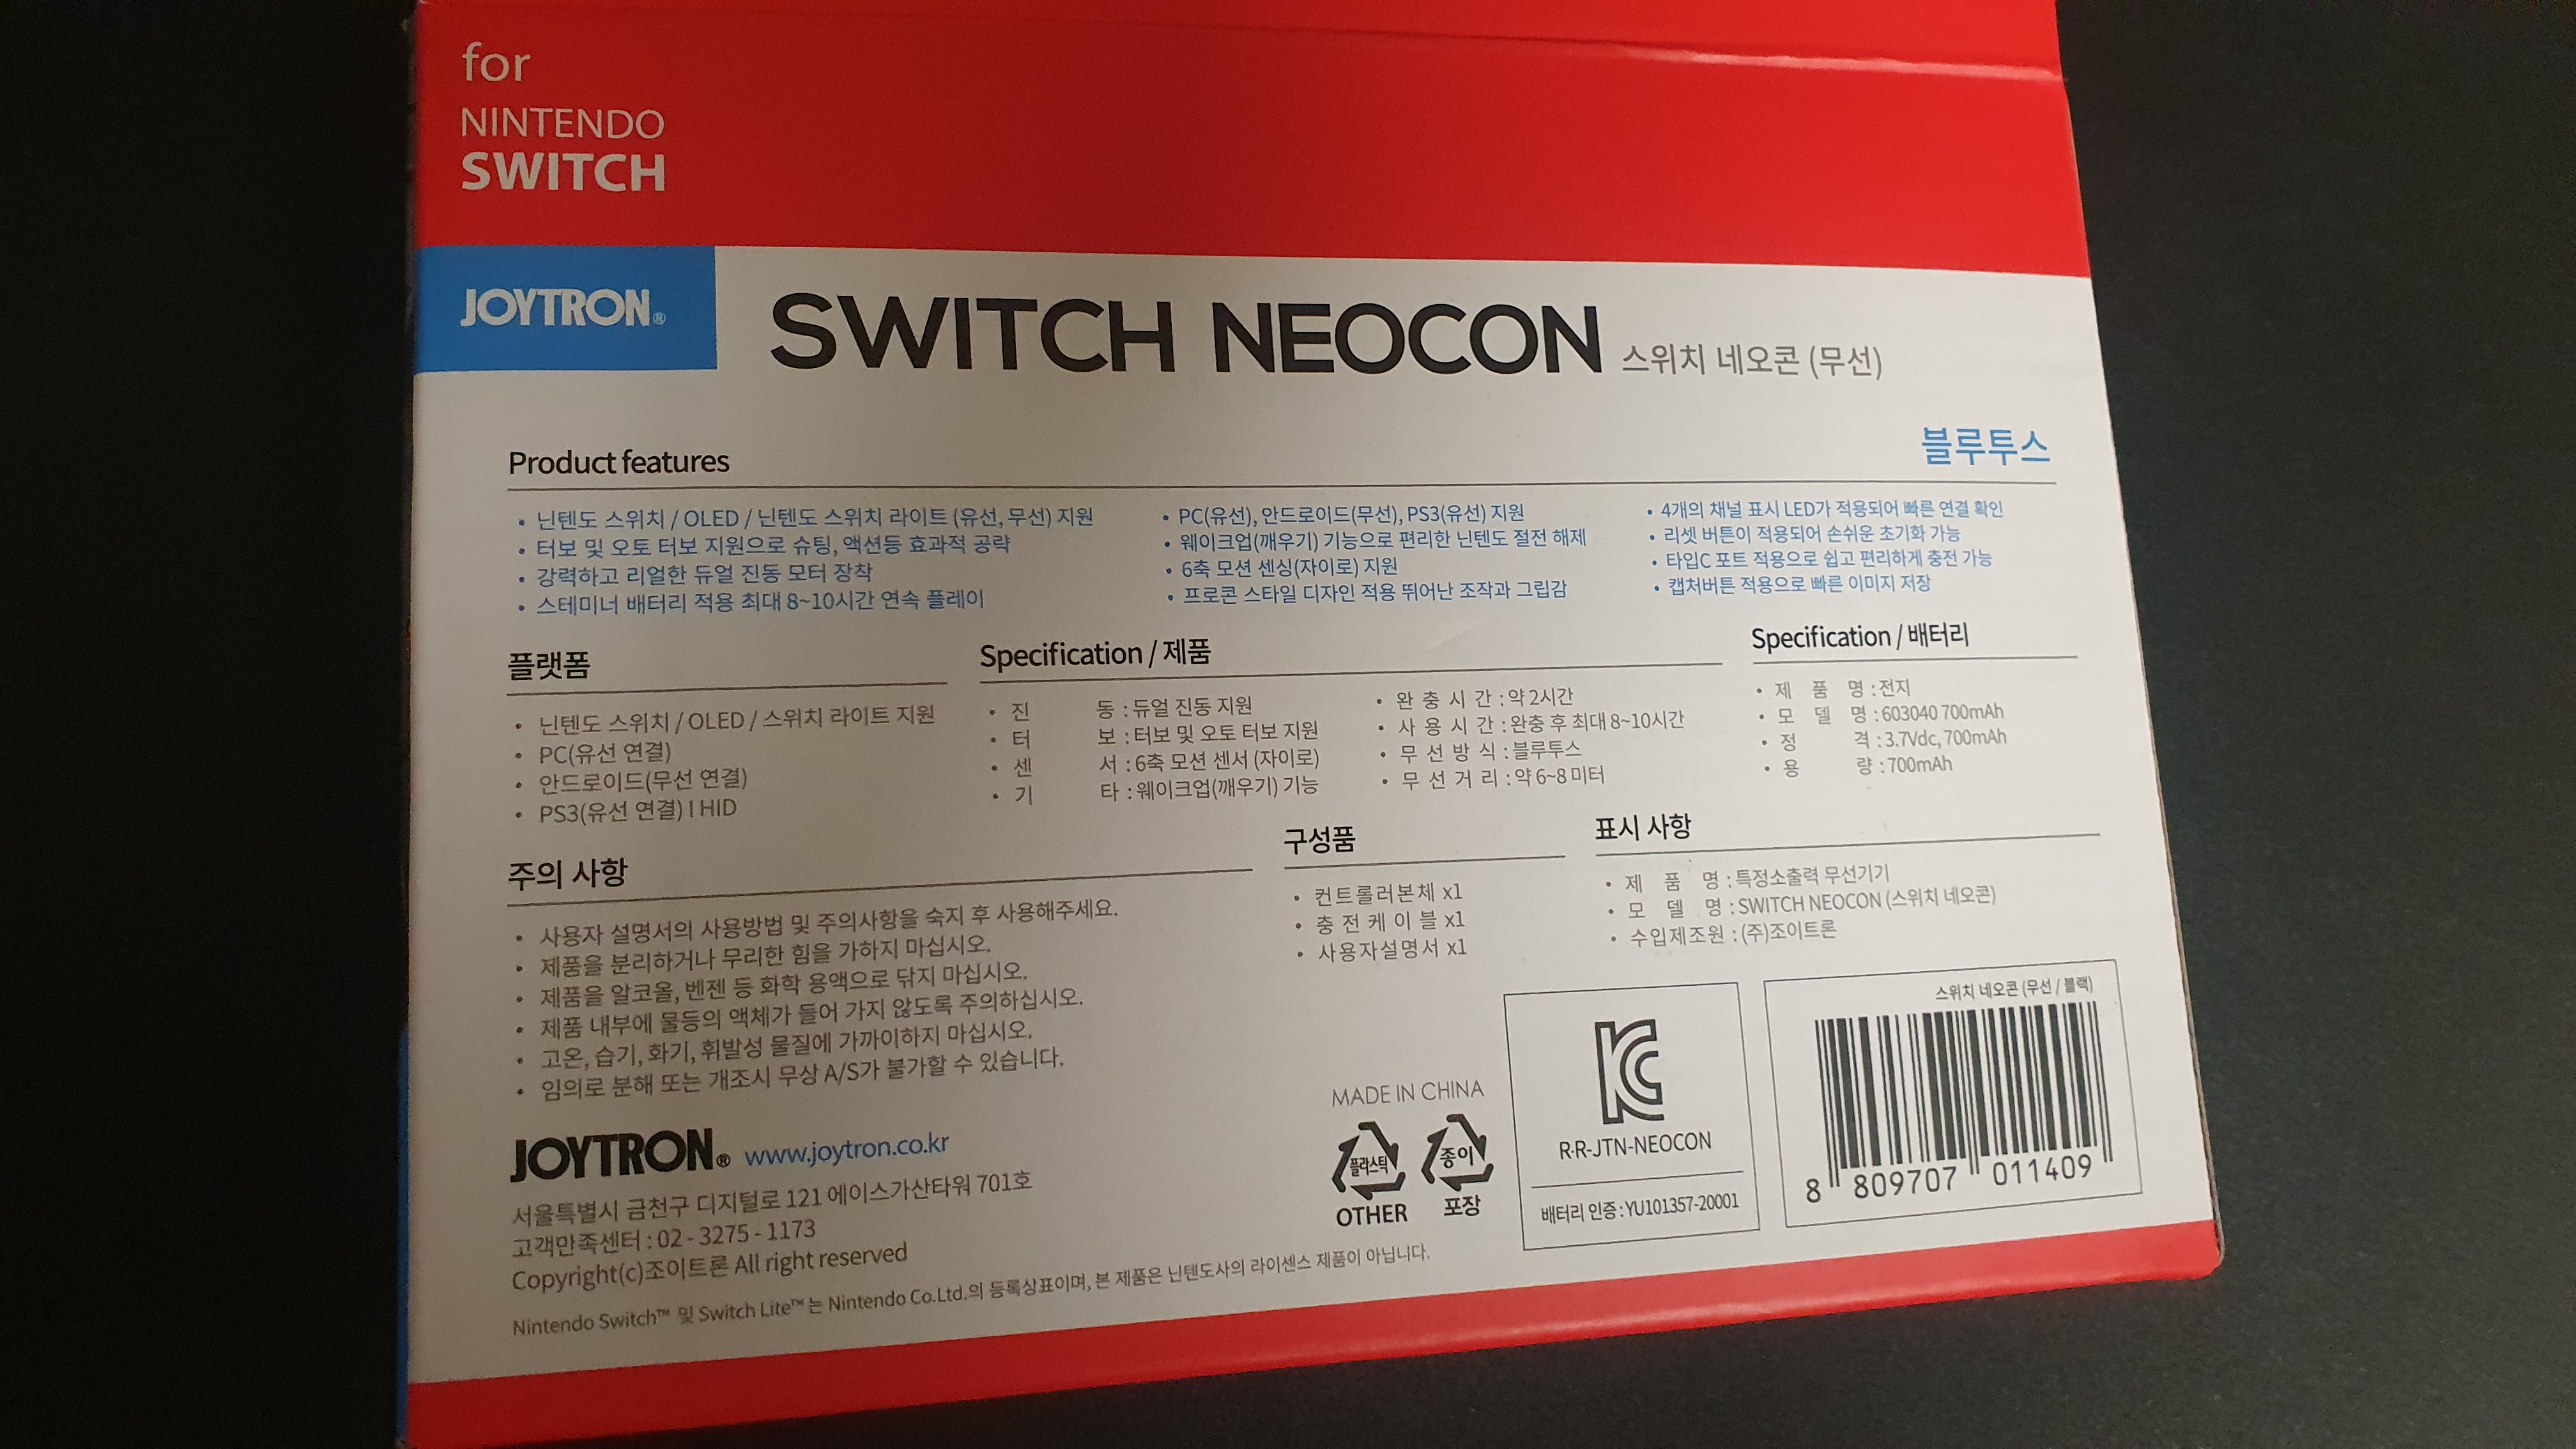 for
NINTENDO
SWITCH
JOYTRON®
SWITCH NEOCON 스위치 네오콘 (무선)
Product features
블루투스
• 닌텐도 스위치 / OLED / 닌텐도 스위치 라이트 (유선, 무선) 지원
• 터보 및 오토 터보 지원으로 슈팅, 액션등 효과적 공략
• 강력하고 리얼한 듀얼 진동 모터 장착
• 스테미너 배터리 적용 최대 8~10시간 연속 플레이
• PC(유선), 안드로이드(무선), PS3(유선) 지원
• 웨이크업(깨우기) 기능으로 편리한 닌텐도 절전 해제
• 6축 모션 센싱(자이로) 지원
• 프로콘 스타일 디자인 적용 뛰어난 조작과 그립감
• 4개의 채널 표시 LED가 적용되어 빠른 연결 확인
• 리셋 버튼이 적용되어 손쉬운 초기화 가능
• 타입C 포트 적용으로 쉽고 편리하게 충전 가능
• 캡처버튼 적용으로 빠른 이미지 저장
플랫폼
• 닌텐도 스위치 / OLED / 스위치 라이트 지원
• PC(유선 연결)
• 안드로이드(무선 연결)
• PS3(유선 연결) I HID
Specification / 제품
• 진 동 : 듀얼 진동 지원
• 터 보 : 터보 및 오토 터보 지원
• 센 서 : 6축 모션 센서 (자이로)
• 기 타 : 웨이크업(깨우기) 기능
• 완 충 시 간 : 약 2시간
• 사 용 시 간 : 완충 후 최대 8~10시간
• 무 선 방 식 : 블루투스
• 무 선 거 리 : 약 6~8 미터
Specification / 배터리
• 제 품 명 : 전지
• 모 델 명 : 603040 700mAh
• 정 격 : 3.7Vdc, 700mAh
• 용 량 : 700mAh
주의 사항
• 사용자 설명서의 사용방법 및 주의사항을 숙지 후 사용해주세요.
• 제품을 분리하거나 무리한 힘을 가하지 마십시오.
• 제품을 알코올, 벤젠 등 화학 용액으로 닦지 마십시오.
• 제품 내부에 물등의 액체가 들어 가지 않도록 주의하십시오.
• 고온, 습기, 화기, 휘발성 물질에 가까이하지 마십시오.
• 임의로 분해 또는 개조시 무상 A/S가 불가할 수 있습니다.
구성품
• 컨트롤러본체 x1
• 충 전 케 이 블 x1
• 사용자설명서 x1
표시 사항
• 제 품 명 : 특정소출력 무선기기
• 모 델 명 : SWITCH NEOCON (스위치 네오콘)
• 수입제조원 : (주)조이트론
JOYTRON® www.joytron.co.kr
서울특별시 금천구 디지털로 121 에이스가산타워 701호
고객만족센터 : 02 - 3275 - 1173
Copyright(c)조이트론 All right reserved
Nintendo Switch™ 및 Switch Lite™는 Nintendo Co.Ltd.의 등록상표이며, 본 제품은 닌텐도사의 라이센스 제품이 아닙니다.
MADE IN CHINA
플라스틱
OTHER
종이
포장
KC
R-R-JTN-NEOCON
배터리 인증 : YU101357-20001
스위치 네오콘 (무선 / 블랙)
8 809707 011409